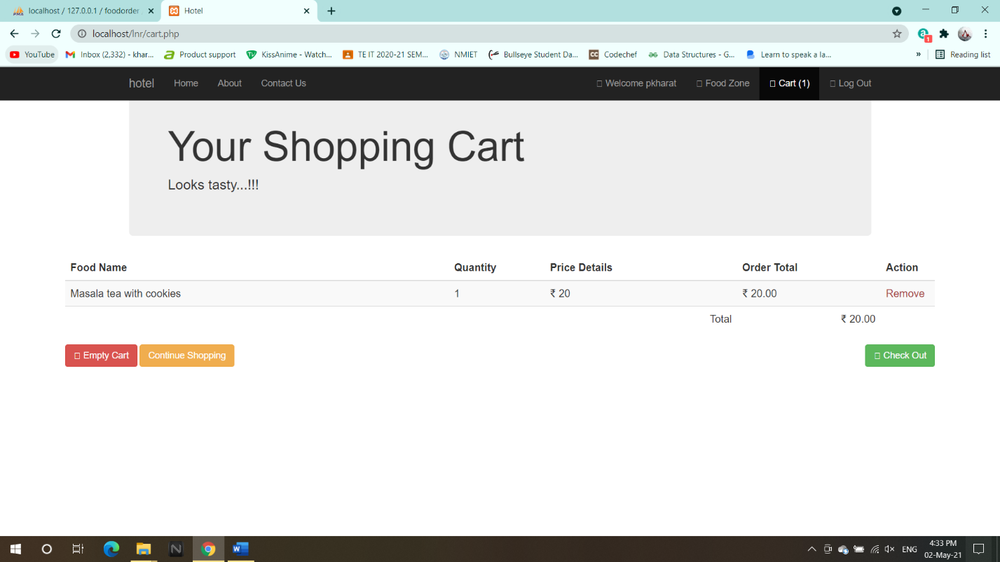 localhost / 127.0.0.1 / foodorder
Hotel
localhost/lnr/cart.php
YouTube Inbox (2,332) - khar... Product support KissAnime - Watch... TE IT 2020-21 SEM... NMIET Bullseye Student Da... Codechef Data Structures - G... Learn to speak a la... » Reading list
hotel Home About Contact Us Welcome pkharat Food Zone Cart (1) Log Out
Your Shopping Cart
Looks tasty...!!!
Food Name Quantity Price Details Order Total Action
Masala tea with cookies 1 ₹ 20 ₹ 20.00 Remove
Total ₹ 20.00
Empty Cart Continue Shopping Check Out
ENG
4:33 PM
02-May-21